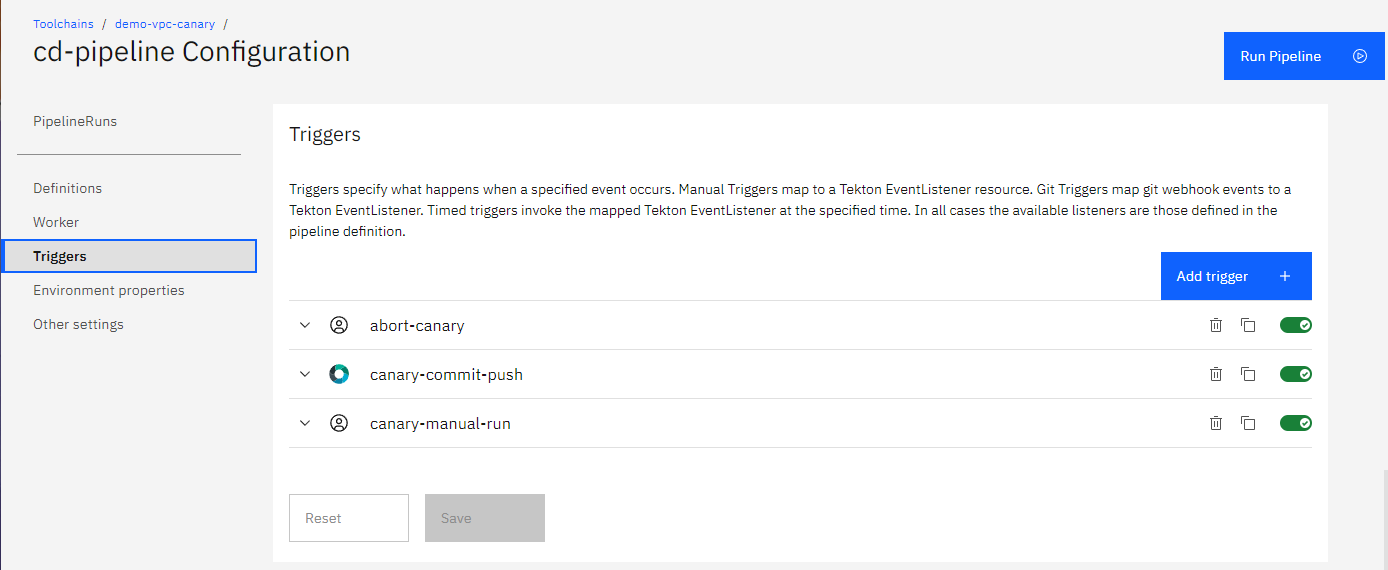 Toolchains / demo-vpc-canary /
cd-pipeline Configuration
Run Pipeline
PipelineRuns
Definitions
Worker
Triggers
Environment properties
Other settings
Triggers
Triggers specify what happens when a specified event occurs. Manual Triggers map to a Tekton EventListener resource. Git Triggers map git webhook events to a
Tekton EventListener. Timed triggers invoke the mapped Tekton EventListener at the specified time. In all cases the available listeners are those defined in the
pipeline definition.
Add trigger
abort-canary
canary-commit-push
canary-manual-run
Reset
Save